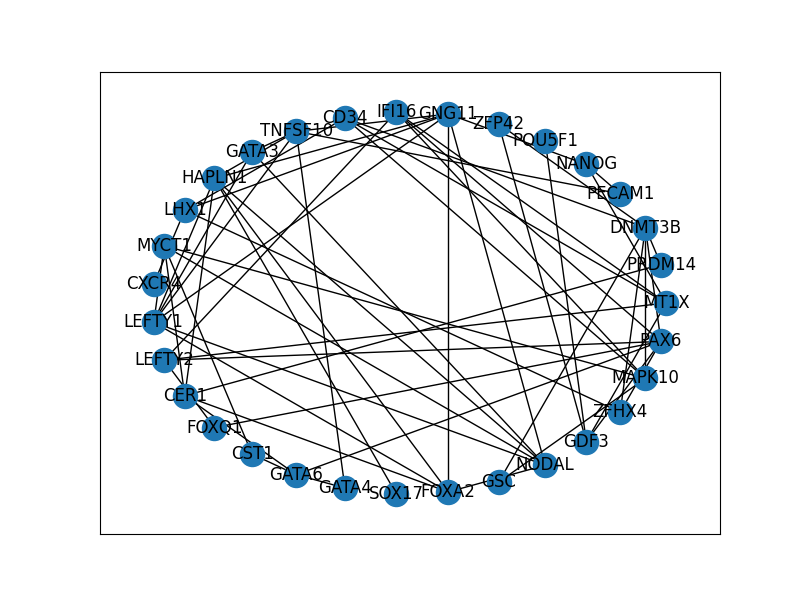 IFI16
GNG11
CD34
ZFP42
TNFSF10
POU5F1
GATA3
NANOG
HAPLN1
PECAM1
LHX1
DNMT3B
MYCT1
PRDM14
CXCR4
MT1X
LEFTY1
PAX6
LEFTY2
MAPK10
CER1
ZFHX4
FOXQ1
GDF3
CST1
NODAL
GATA6
GSC
GATA4
FOXA2
SOX17